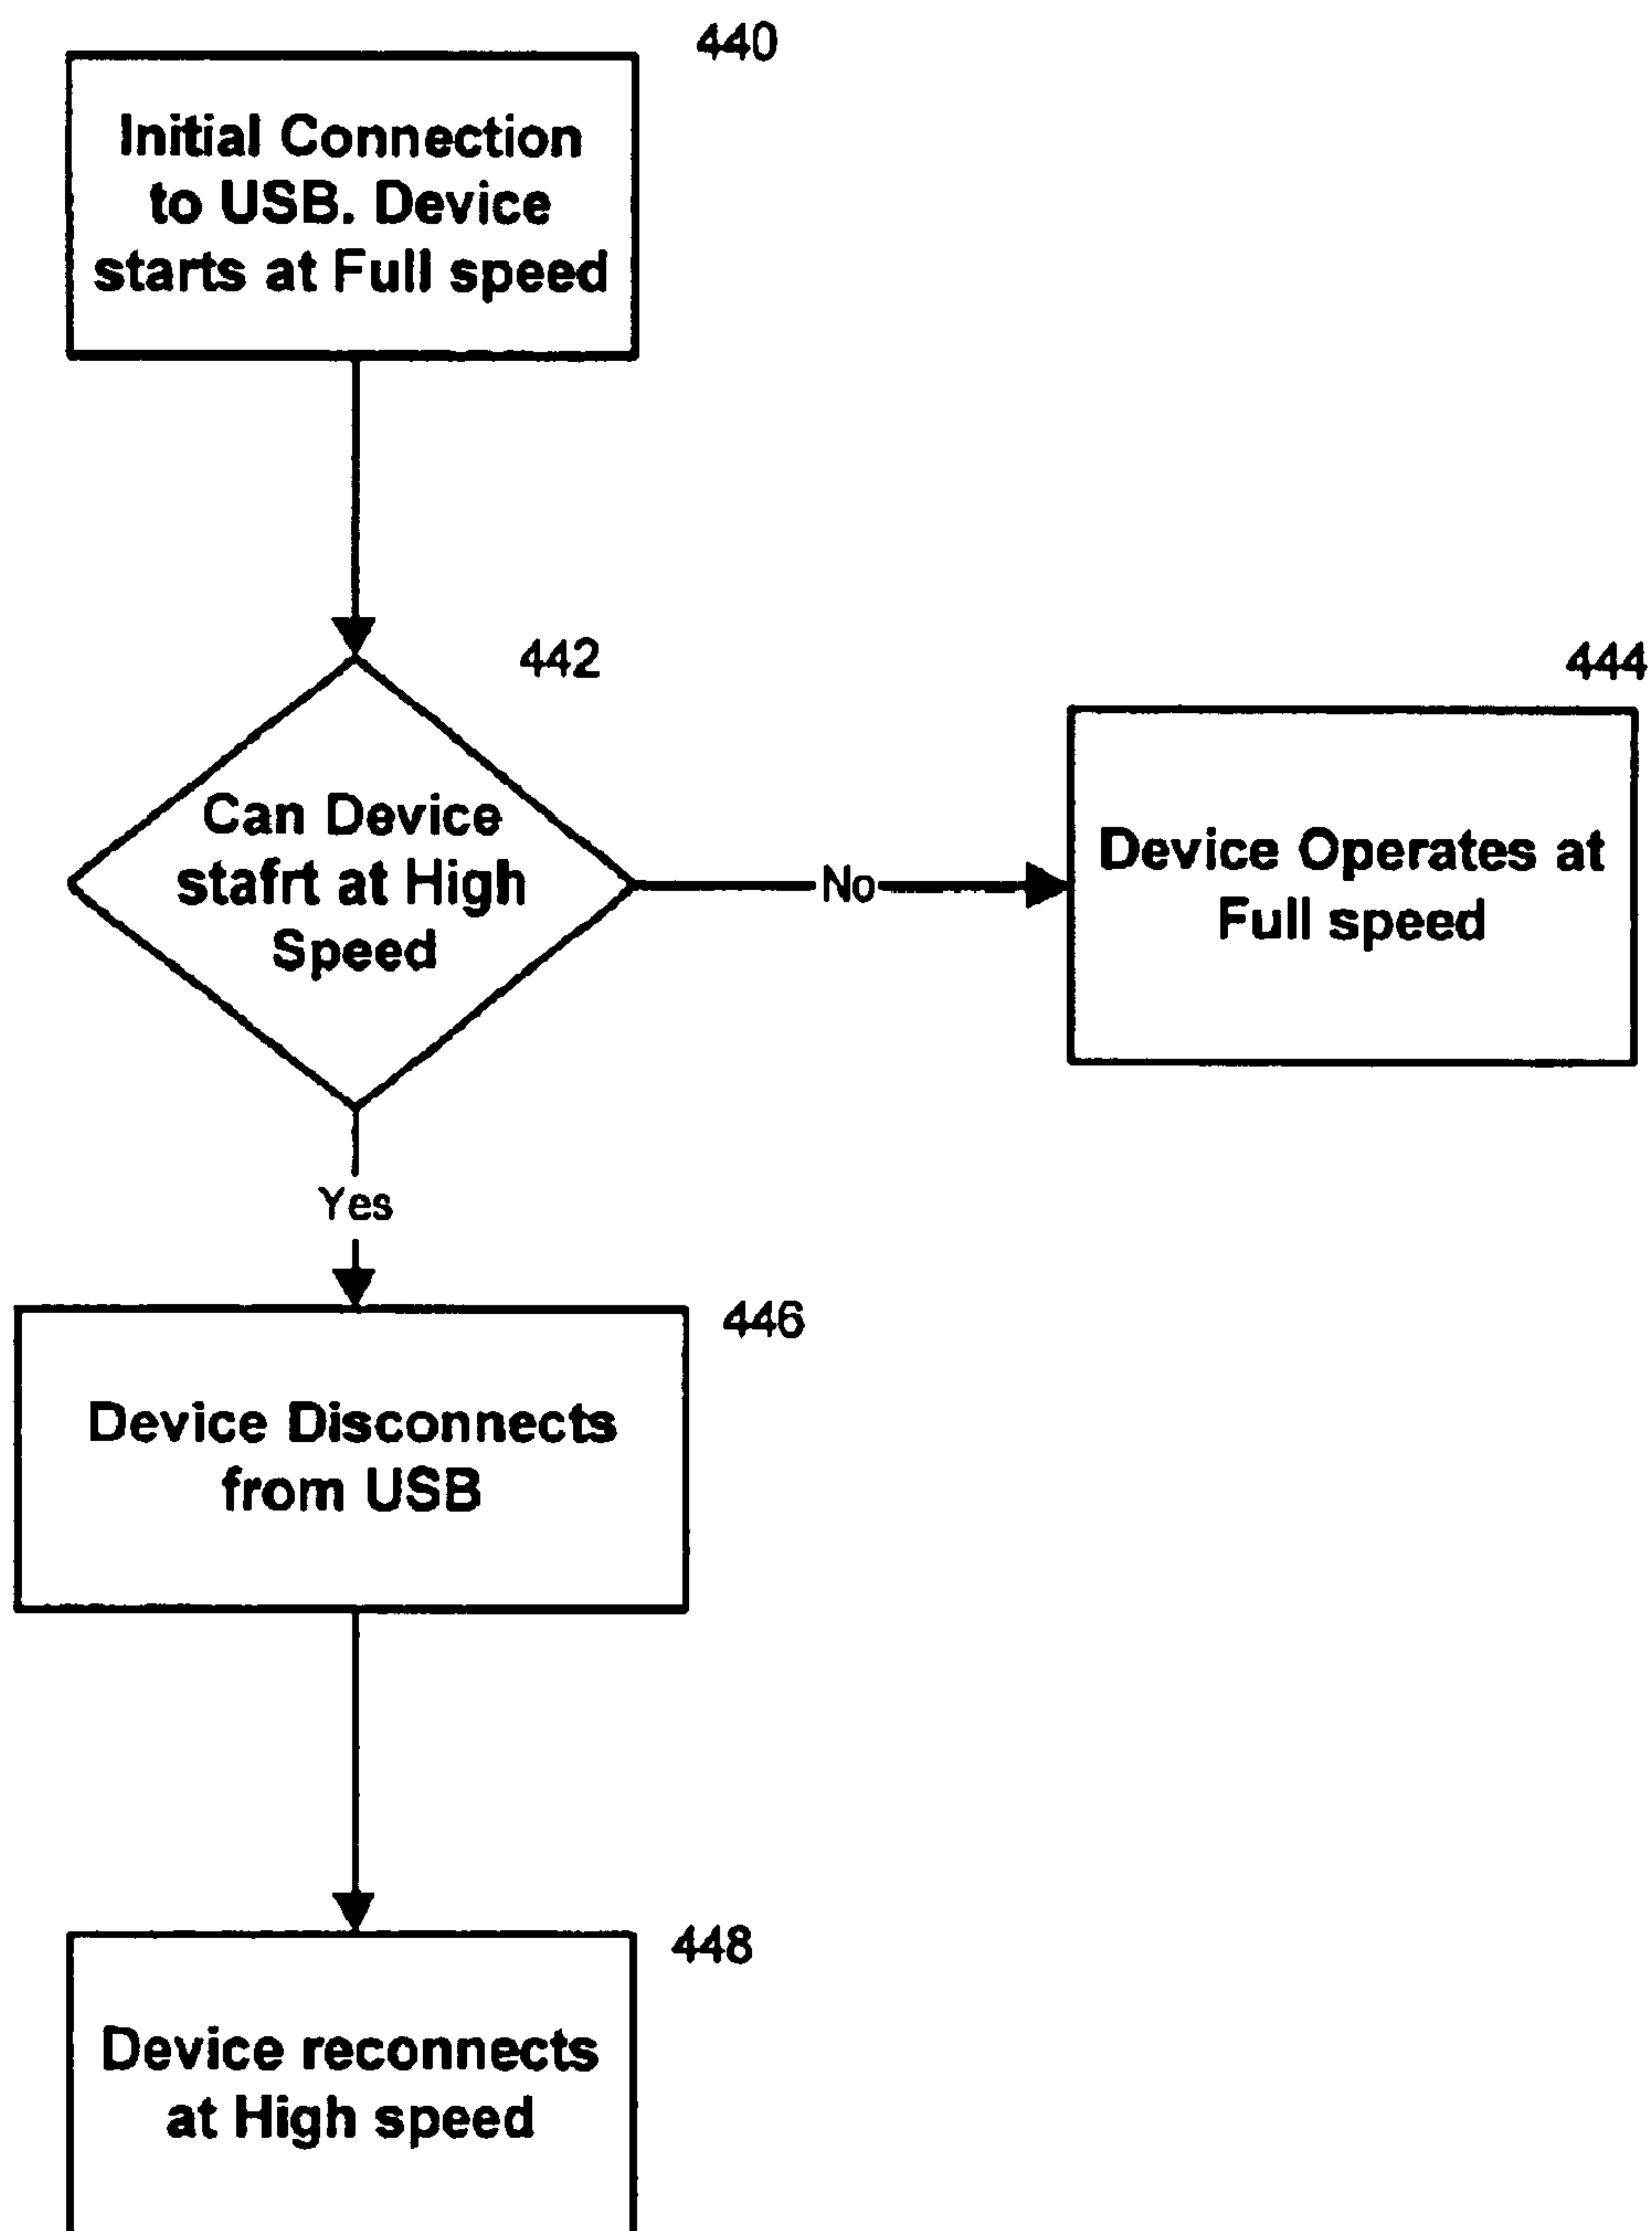 440
Initial Connection
to USB. Device
starts at Full speed
442
Can Device
stafrt at High
Speed
No
444
Device Operates at
Full speed
Yes
446
Device Disconnects
from USB
448
Device reconnects
at High speed